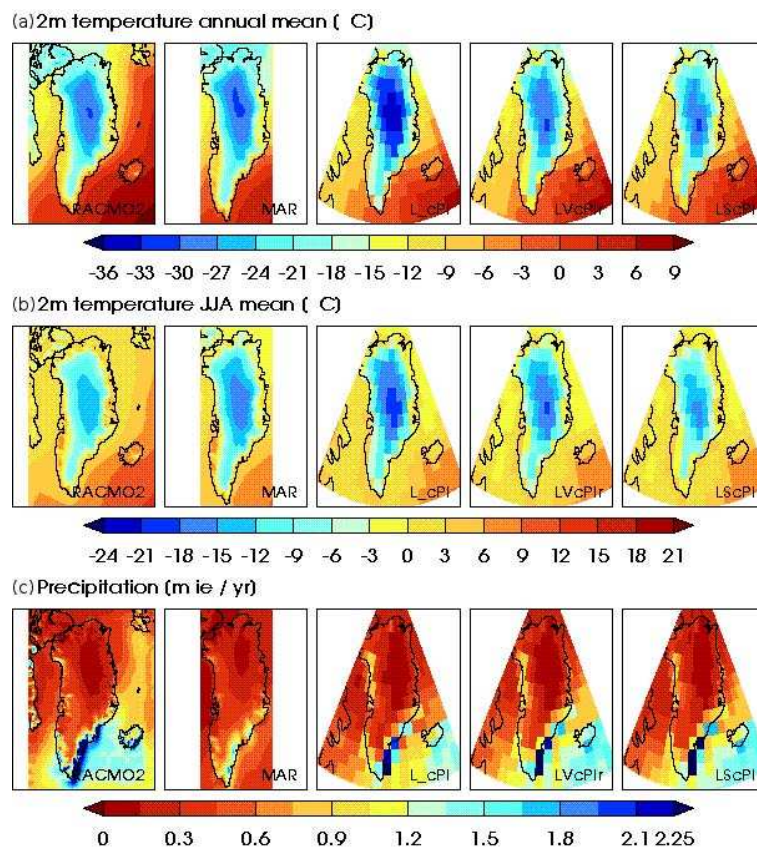 (a) 2m temperature annual mean [ C]
RACMO2 MAR L_cPI LVcPIr LScPI
-36 -33 -30 -27 -24 -21 -18 -15 -12 -9 -6 -3 0 3 6 9
(b) 2m temperature JJA mean [ C]
RACMO2 MAR L_cPI LVcPIr LScPI
-24 -21 -18 -15 -12 -9 -6 -3 0 3 6 9 12 15 18 21
(c) Precipitation [m ie / yr]
RACMO2 MAR L_cPI LVcPIr LScPI
0 0.3 0.6 0.9 1.2 1.5 1.8 2.1 2.25